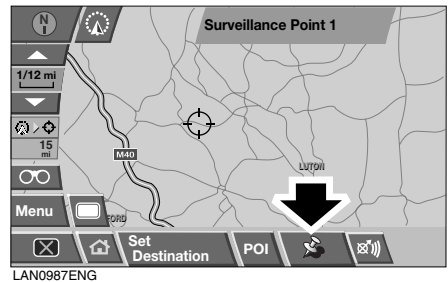 N
Surveillance Point 1
1/12 mi
15
mi
M40
LUTON
Menu
FORD
Set
Destination
POI
LAN0987ENG